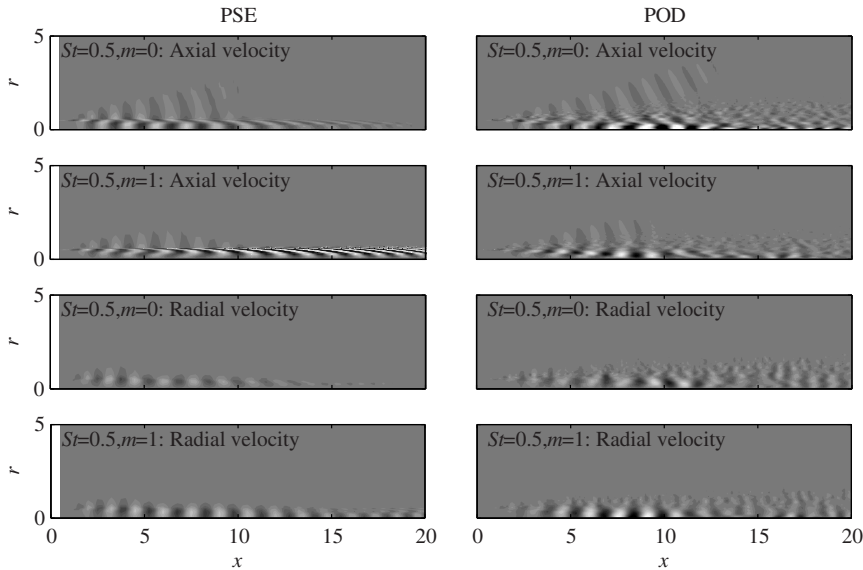 PSE
POD
5
St=0.5,m=0: Axial velocity
St=0.5,m=0: Axial velocity
r
0
5
St=0.5,m=1: Axial velocity
St=0.5,m=1: Axial velocity
r
0
5
St=0.5,m=0: Radial velocity
St=0.5,m=0: Radial velocity
r
0
5
St=0.5,m=1: Radial velocity
St=0.5,m=1: Radial velocity
r
0
0 5 10 15 20
0 5 10 15 20
x
x